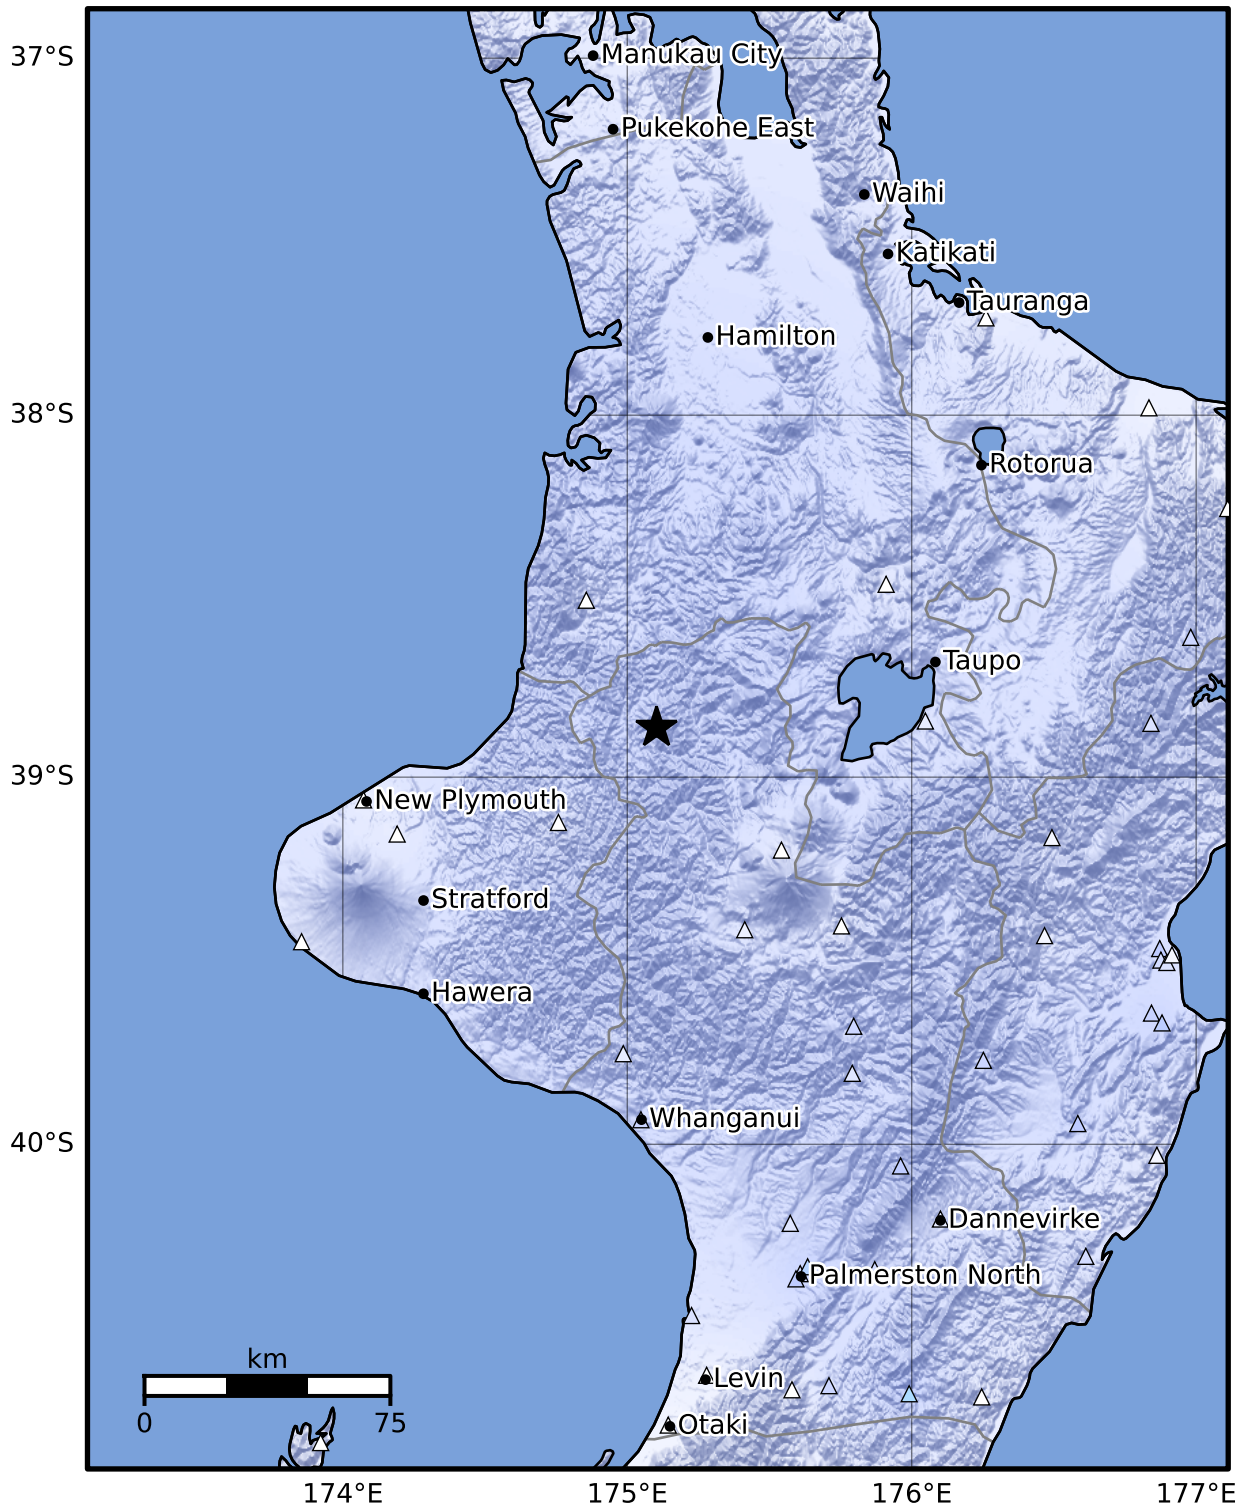 37°S
Manukau City
Pukekohe East
Waihi
Katikati
Tauranga
Hamilton
38°S
Rotorua
Taupo
39°S
New Plymouth
Stratford
Hawera
Whanganui
40°S
Dannevirke
Palmerston North
km
Levin
0
75
Otaki
174°E
175°E
176°E
177°E